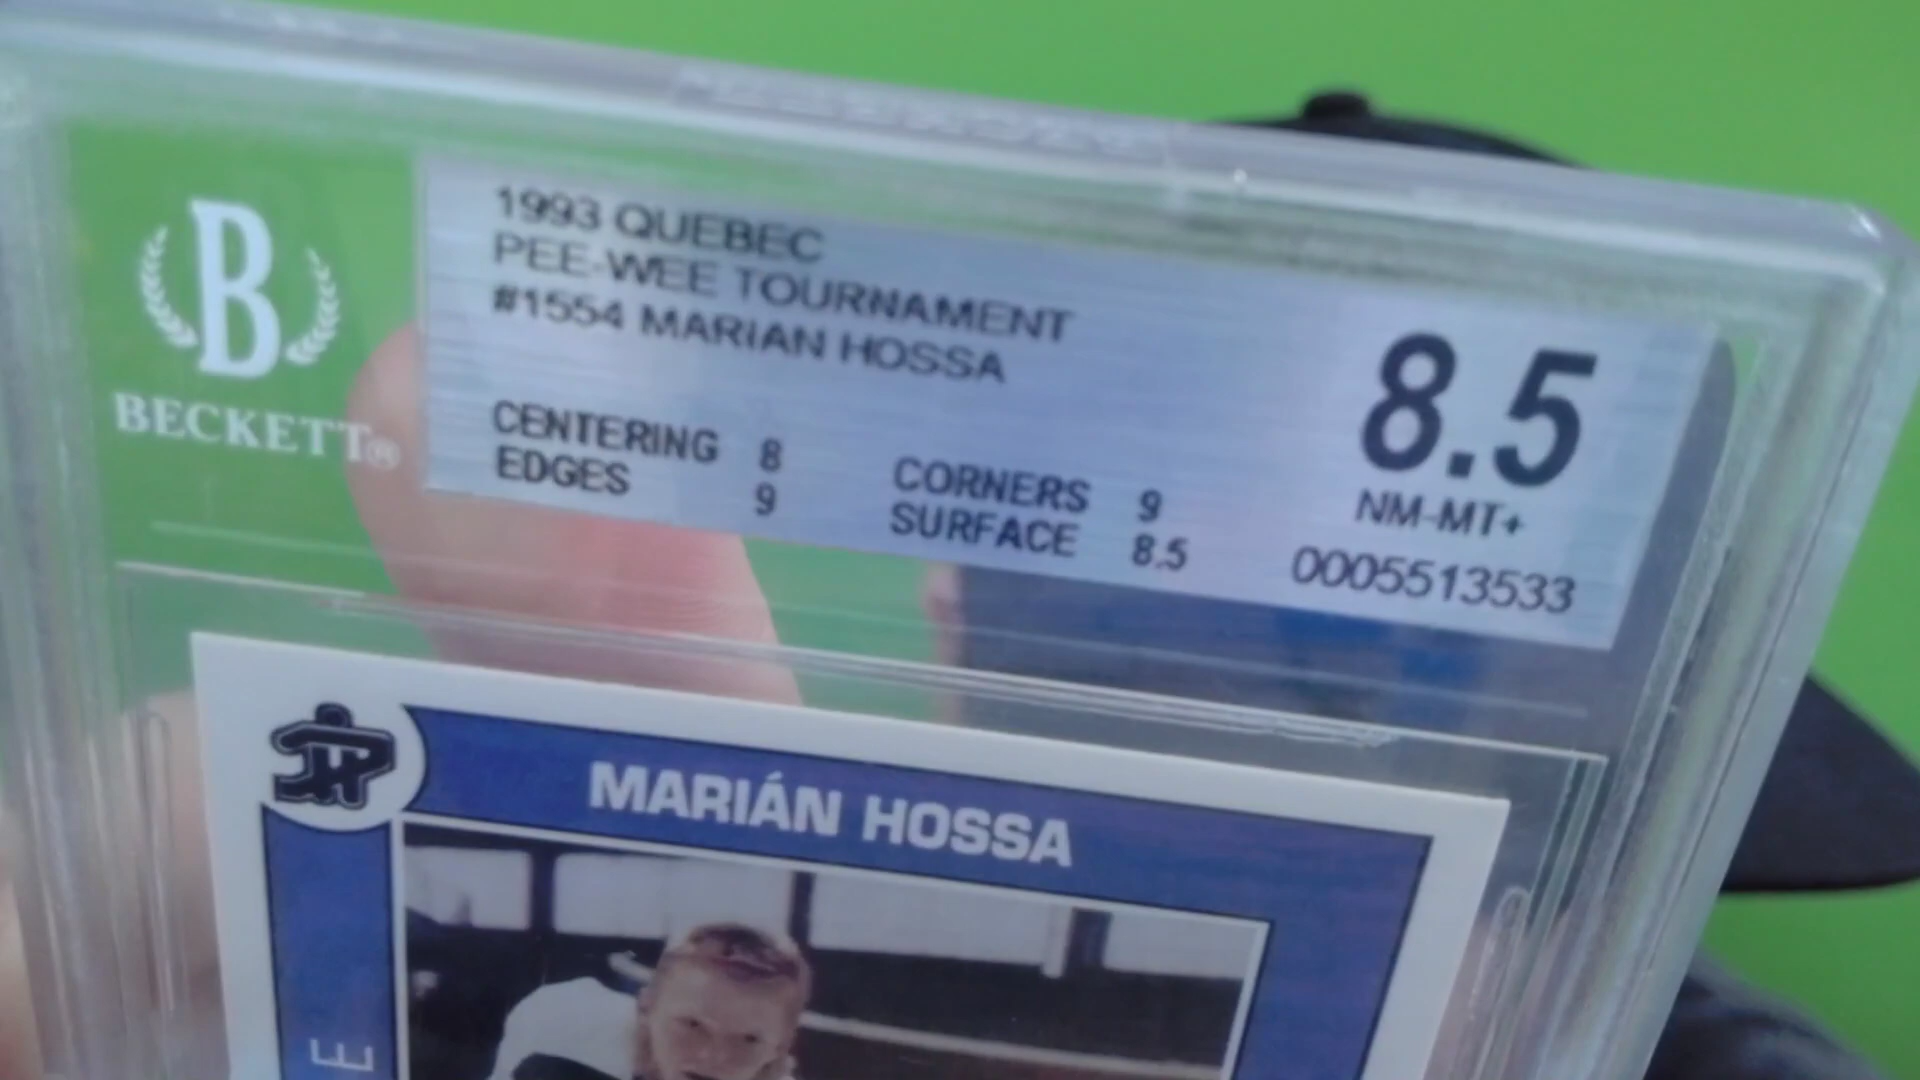 B
BECKETT®
1993 QUEBEC
PEE-WEE TOURNAMENT
#1554 MARIAN HOSSA
CENTERING 8
EDGES 9
CORNERS 9
SURFACE 8.5
8.5
NM-MT+
0005513533
MARIÁN HOSSA
E